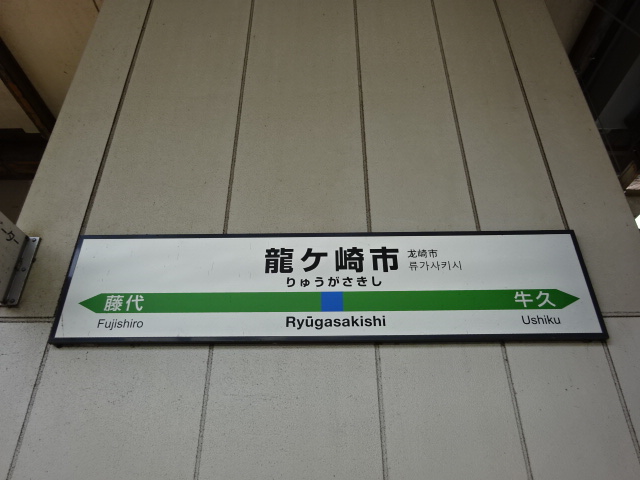 龍ケ崎市
龙崎市
류가사키시
りゅうがさきし
藤代
牛久
Fujishiro
Ryūgasakishi
Ushiku